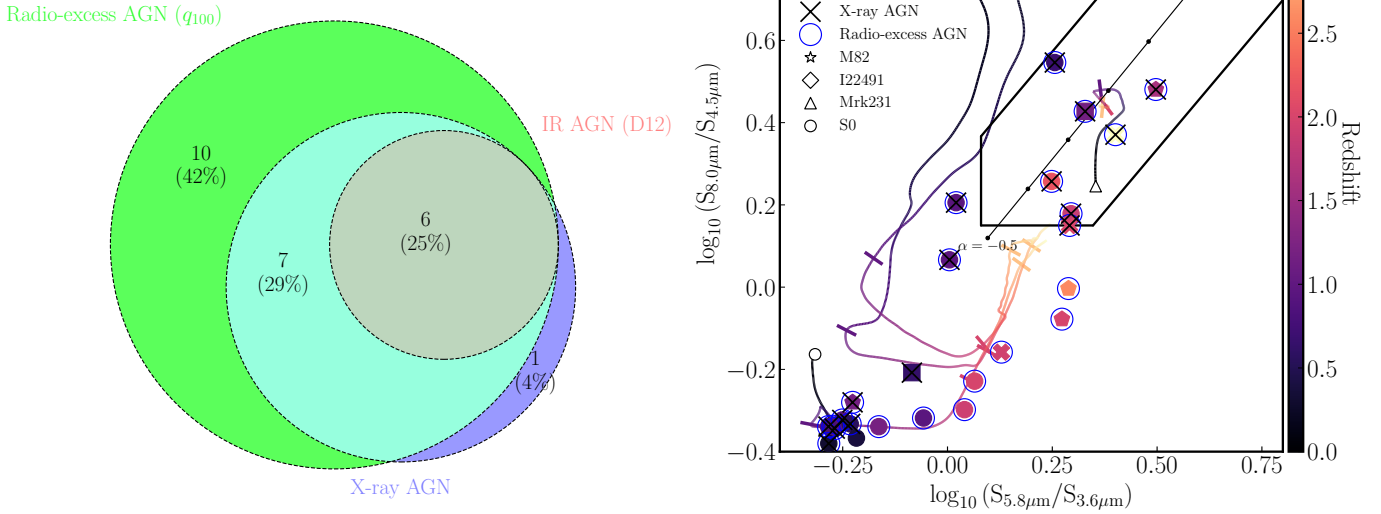 Radio-excess AGN (q100)
IR AGN (D12)
10
(42%)
6
(25%)
7
(29%)
1
(4%)
X-ray AGN
X-ray AGN
Radio-excess AGN
M82
I22491
Mrk231
S0
α = −0.5
0.6
0.4
0.2
0.0
−0.2
−0.4
log10 (S8.0μm/S4.5μm)
−0.25
0.00
0.25
0.50
0.75
log10 (S5.8μm/S3.6μm)
2.5
2.0
1.5
1.0
0.5
0.0
Redshift